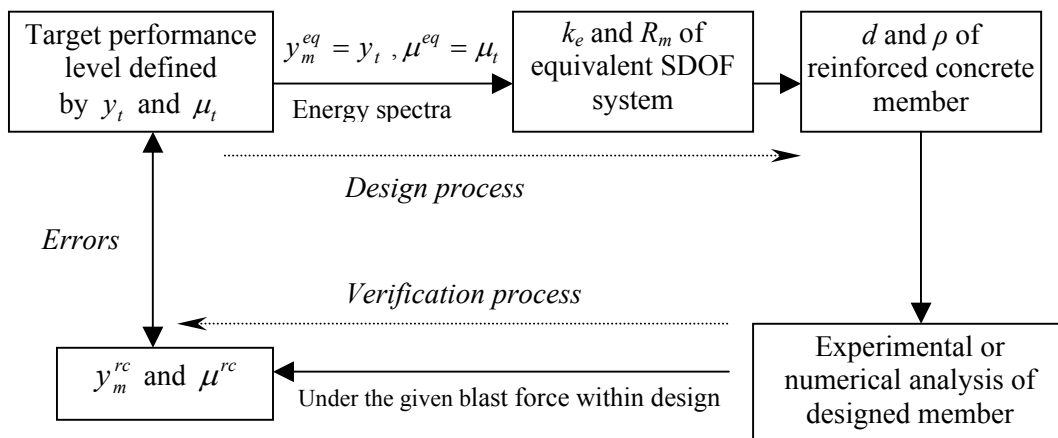 Target performance
level defined
by y_t and μ_t
y_m^{eq} = y_t , μ^{eq} = μ_t
Energy spectra
k_e and R_m of
equivalent SDOF
system
d and ρ of
reinforced concrete
member
Design process
Errors
Verification process
y_m^{rc} and μ^{rc}
Under the given blast force within design
Experimental or
numerical analysis of
designed member